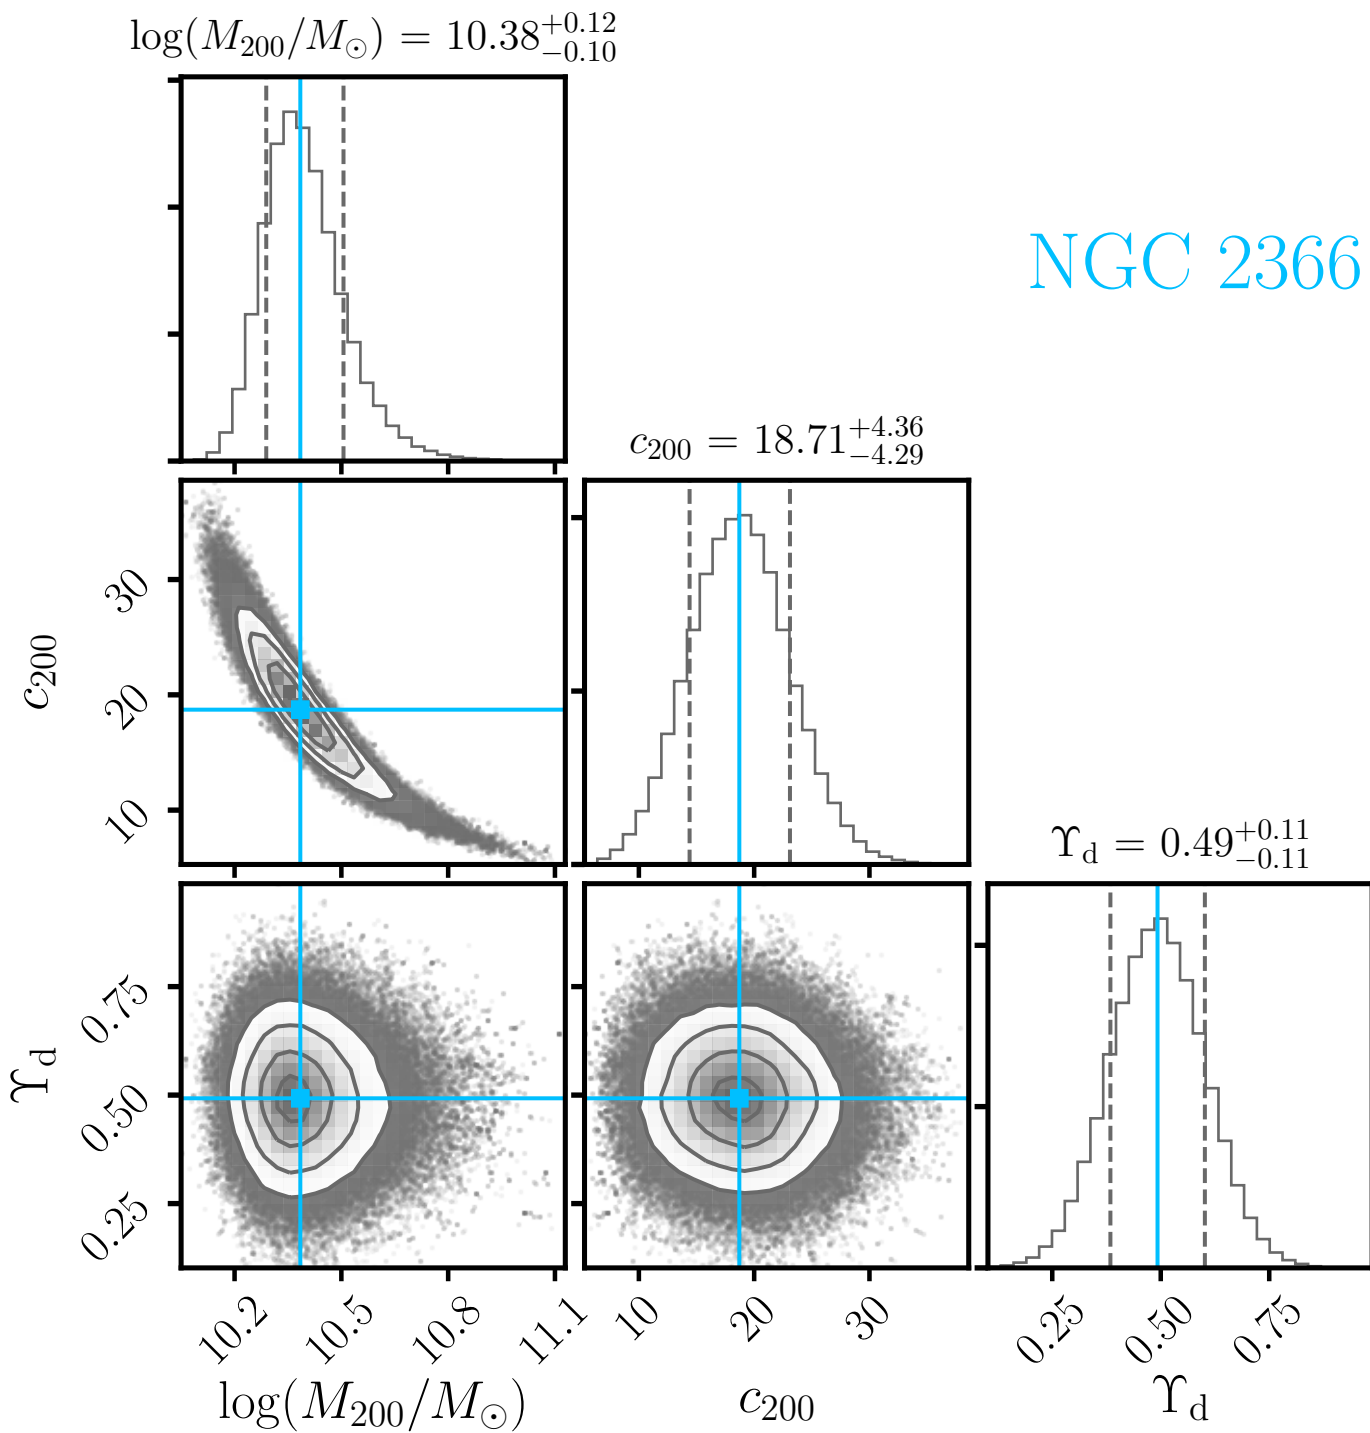 log(M₂₀₀/M☉) = 10.38 +0.12 −0.10
NGC 2366
c₂₀₀ = 18.71 +4.36 −4.29
30
20
10
c₂₀₀
ϒd = 0.49 +0.11 −0.11
0.75
0.50
0.25
ϒd
10.2 10.5 10.8 11.1
10 20 30
0.25 0.50 0.75
log(M₂₀₀/M☉)
c₂₀₀
ϒd